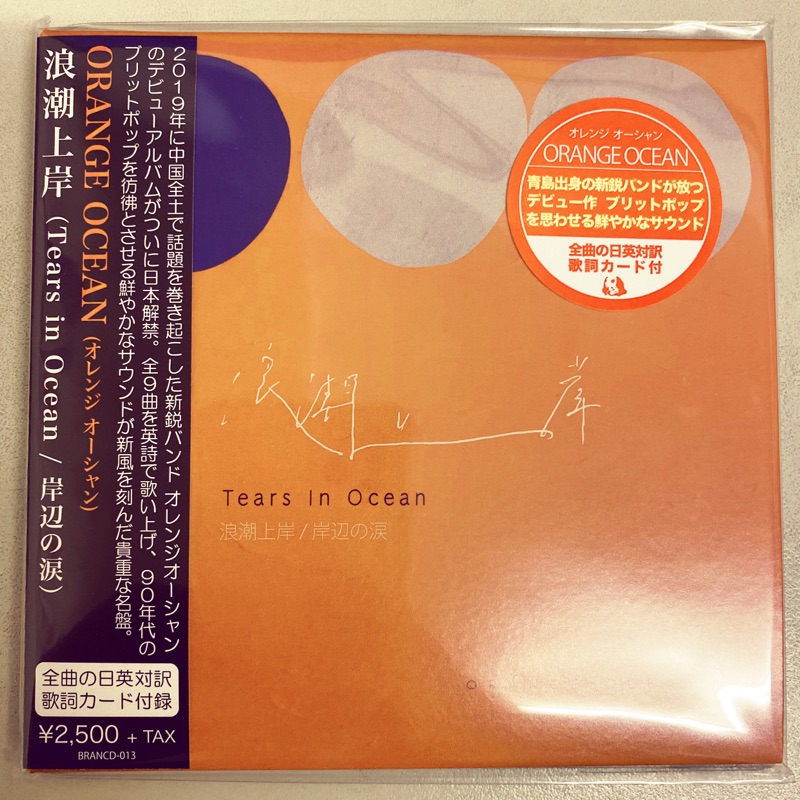 2019年に中国全土で話題を巻き起こした新鋭バンド オレンジオーシャン
のデビューアルバムがついに日本解禁。全9曲を英詩で歌い上げ、90年代の
ブリットポップを彷彿とさせる鮮やかなサウンドが新風を刻んだ貴重な名盤。
ORANGE OCEAN (オレンジ オーシャン)
浪潮上岸 (Tears in Ocean / 岸辺の涙)
全曲の日英対訳
歌詞カード付録
¥2,500 + TAX
BRANCD-013
オレンジ オーシャン
ORANGE OCEAN
青島出身の新鋭バンドが放つ
デビュー作 ブリットポップ
を思わせる鮮やかなサウンド
全曲の日英対訳
歌詞カード付
浪潮上岸
Tears In Ocean
浪潮上岸 / 岸辺の涙